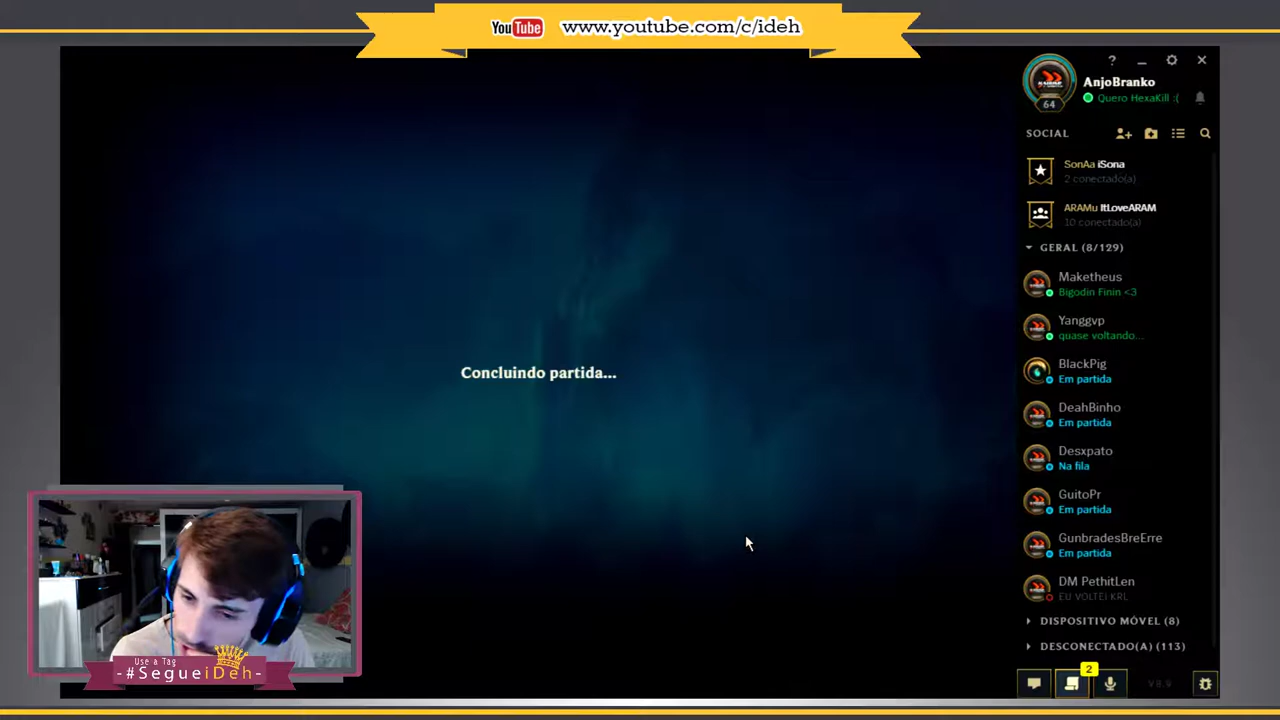 YouTube www.youtube.com/c/ideh
AnjoBranko
Quero HexaKill :(
64
SOCIAL
SonAa iSona
2 conectado(a)
ARAMu ItLoveARAM
10 conectado(a)
GERAL (8/129)
Maketheus
Bigodin Finin <3
Yanggvp
quase voltando...
BlackPig
Em partida
Concluindo partida...
DeahBinho
Em partida
Desxpato
Na fila
GuitoPr
Em partida
GunbradesBreErre
Em partida
DM PethitLen
EU VOLTEI KRL
DISPOSITIVO MÓVEL (8)
DESCONECTADO(A) (113)
2
V8.9
Use a Tag
-#SegueiDeh-